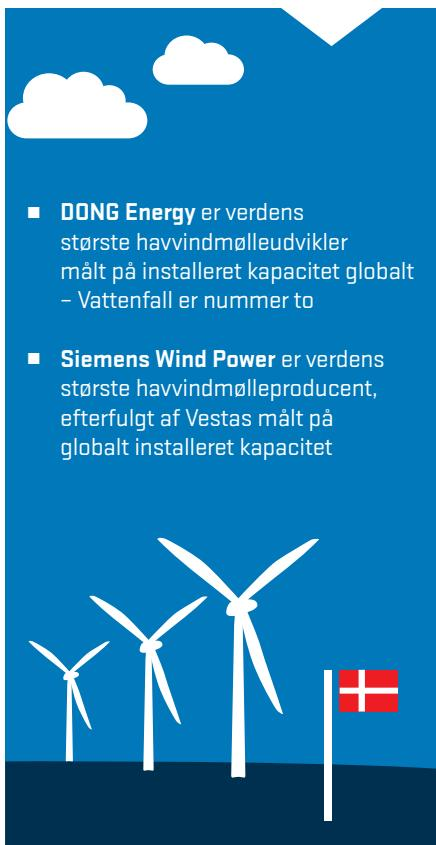 DONG Energy er verdens
største havvindmølleudvikler
målt på installeret kapacitet globalt
– Vattenfall er nummer to
Siemens Wind Power er verdens
største havvindmølleproducent,
efterfulgt af Vestas målt på
globalt installeret kapacitet